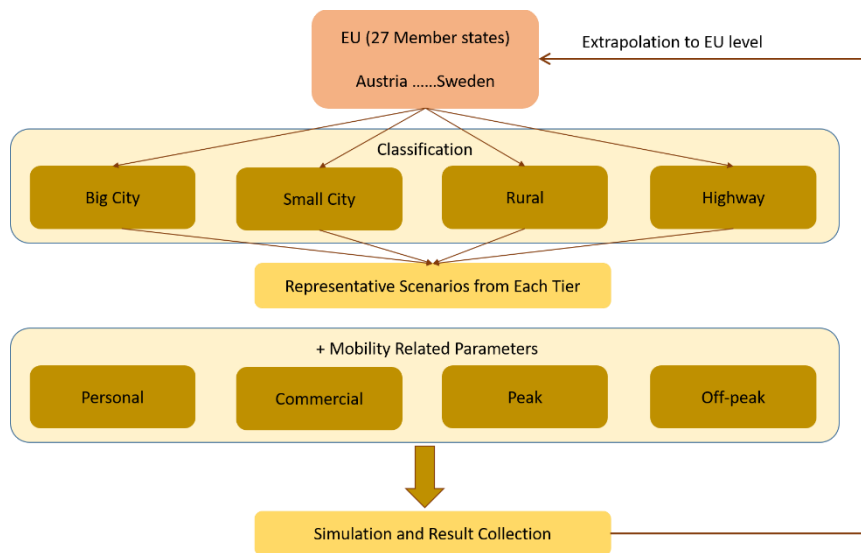 EU (27 Member states)
Austria ......Sweden
Extrapolation to EU level
Classification
Big City
Small City
Rural
Highway
Representative Scenarios from Each Tier
+ Mobility Related Parameters
Personal
Commercial
Peak
Off-peak
Simulation and Result Collection